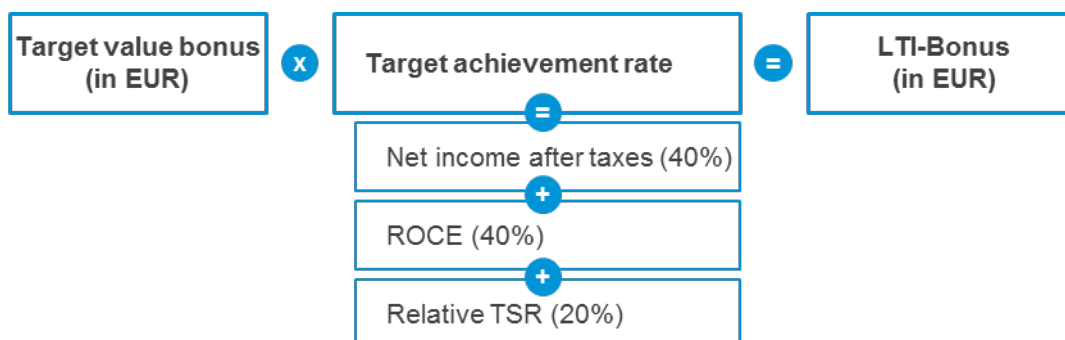 Target value bonus
(in EUR)
x
Target achievement rate
=
LTI-Bonus
(in EUR)
=
Net income after taxes (40%)
+
ROCE (40%)
+
Relative TSR (20%)